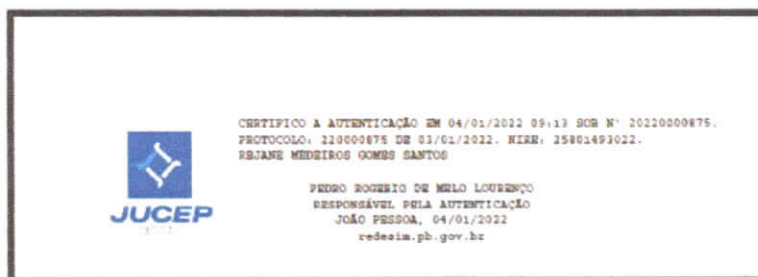 CERTIFICO A AUTENTICAÇÃO EM 04/01/2022 09:13 SOB N° 20220000875.
PROTOCOLO: 220000875 DE 03/01/2022. NIRE: 25801493022.
REJANE MEDEIROS GOMES SANTOS
PEDRO ROGERIO DE MELO LOURENÇO
RESPONSÁVEL PELA AUTENTICAÇÃO
JOÃO PESSOA, 04/01/2022
redesim.pb.gov.br
JUCEP